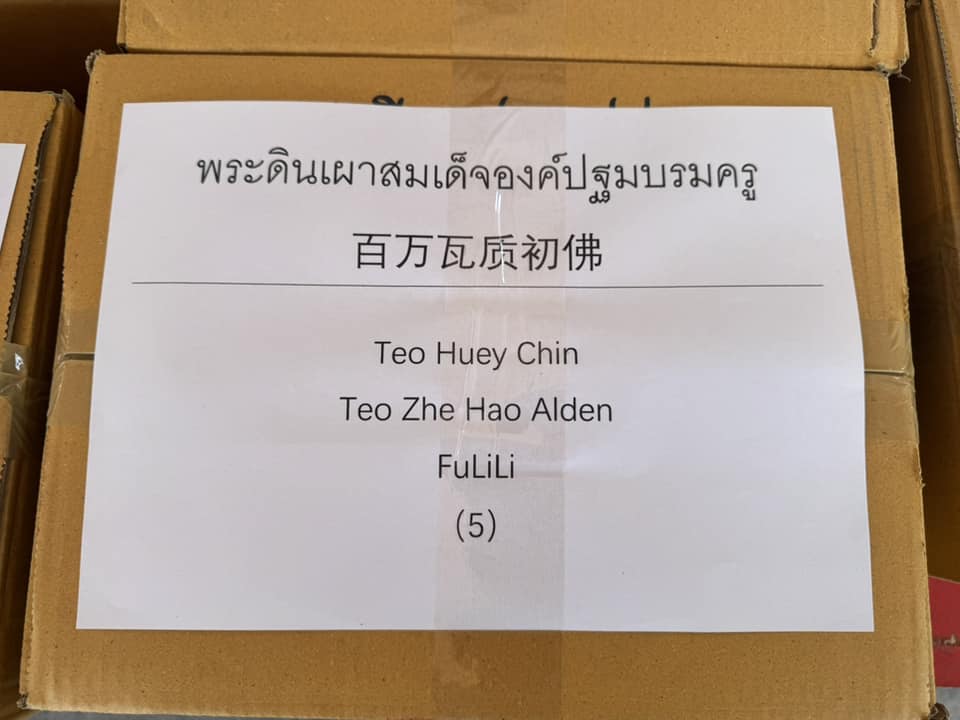 พระดินเผาสมเด็จองค์ปฐมบรมครู
百万瓦质初佛
Teo Huey Chin
Teo Zhe Hao Alden
FuLiLi
(5)